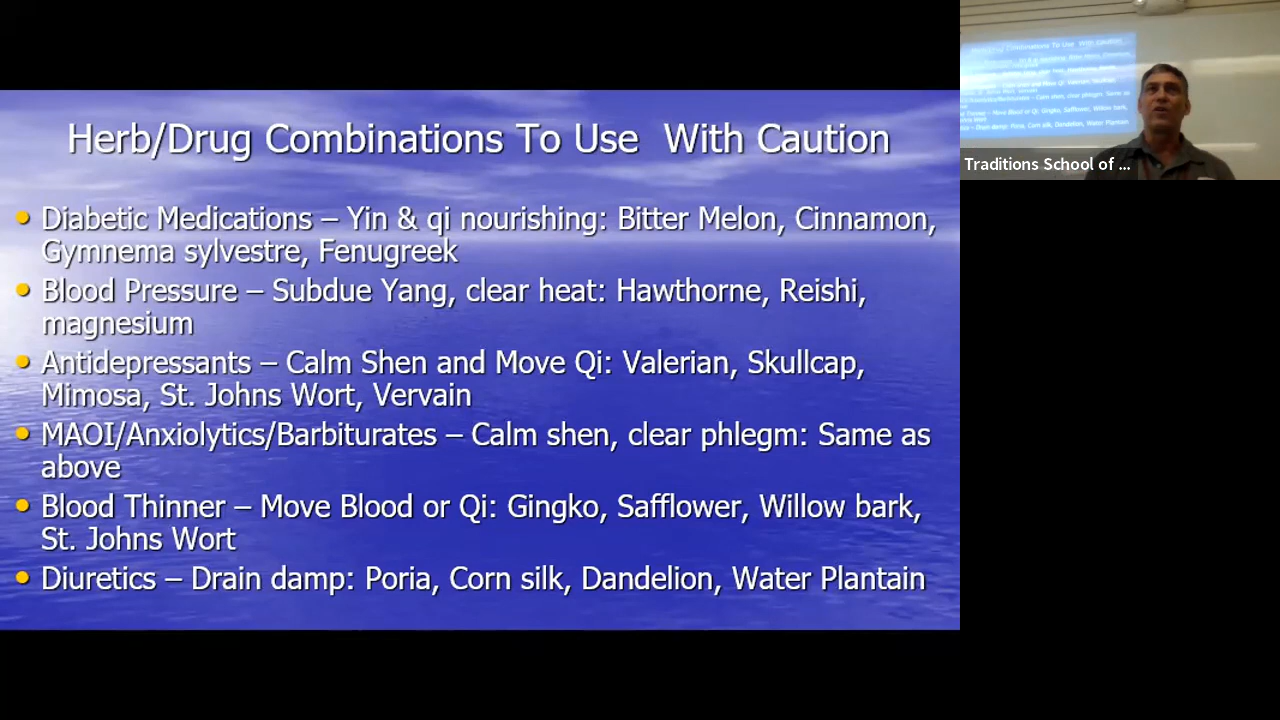 Herb/Drug Combinations To Use  With Caution
Diabetic Medications – Yin & qi nourishing: Bitter Melon, Cinnamon,
Gymnema sylvestre, Fenugreek
Blood Pressure – Subdue Yang, clear heat: Hawthorne, Reishi,
magnesium
Antidepressants – Calm Shen and Move Qi: Valerian, Skullcap,
Mimosa, St. Johns Wort, Vervain
MAOI/Anxiolytics/Barbiturates – Calm shen, clear phlegm: Same as
above
Blood Thinner – Move Blood or Qi: Gingko, Safflower, Willow bark,
St. Johns Wort
Diuretics – Drain damp: Poria, Corn silk, Dandelion, Water Plantain
Traditions School of ...